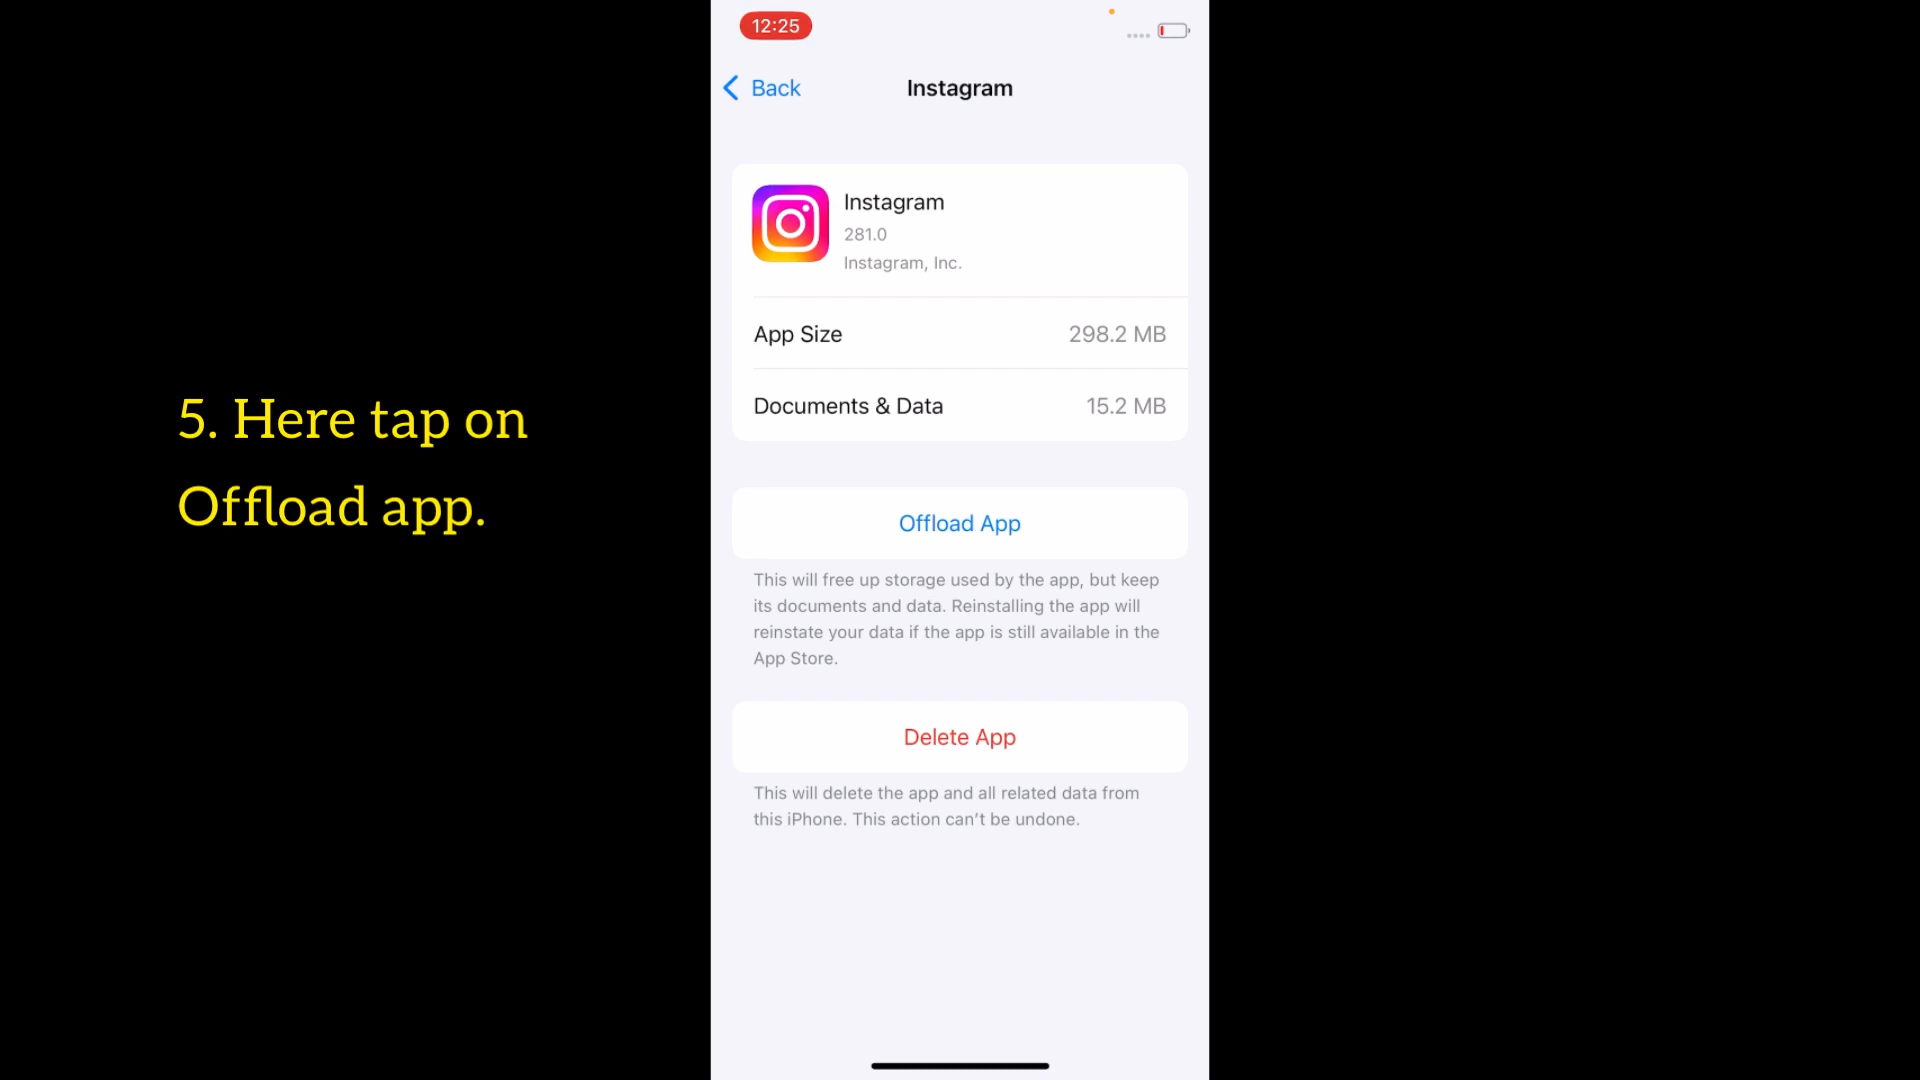 12:25
Back
Instagram
Instagram
281.0
Instagram, Inc.
App Size 298.2 MB
Documents & Data 15.2 MB
5. Here tap on
Offload app.
Offload App
This will free up storage used by the app, but keep
its documents and data. Reinstalling the app will
reinstate your data if the app is still available in the
App Store.
Delete App
This will delete the app and all related data from
this iPhone. This action can’t be undone.